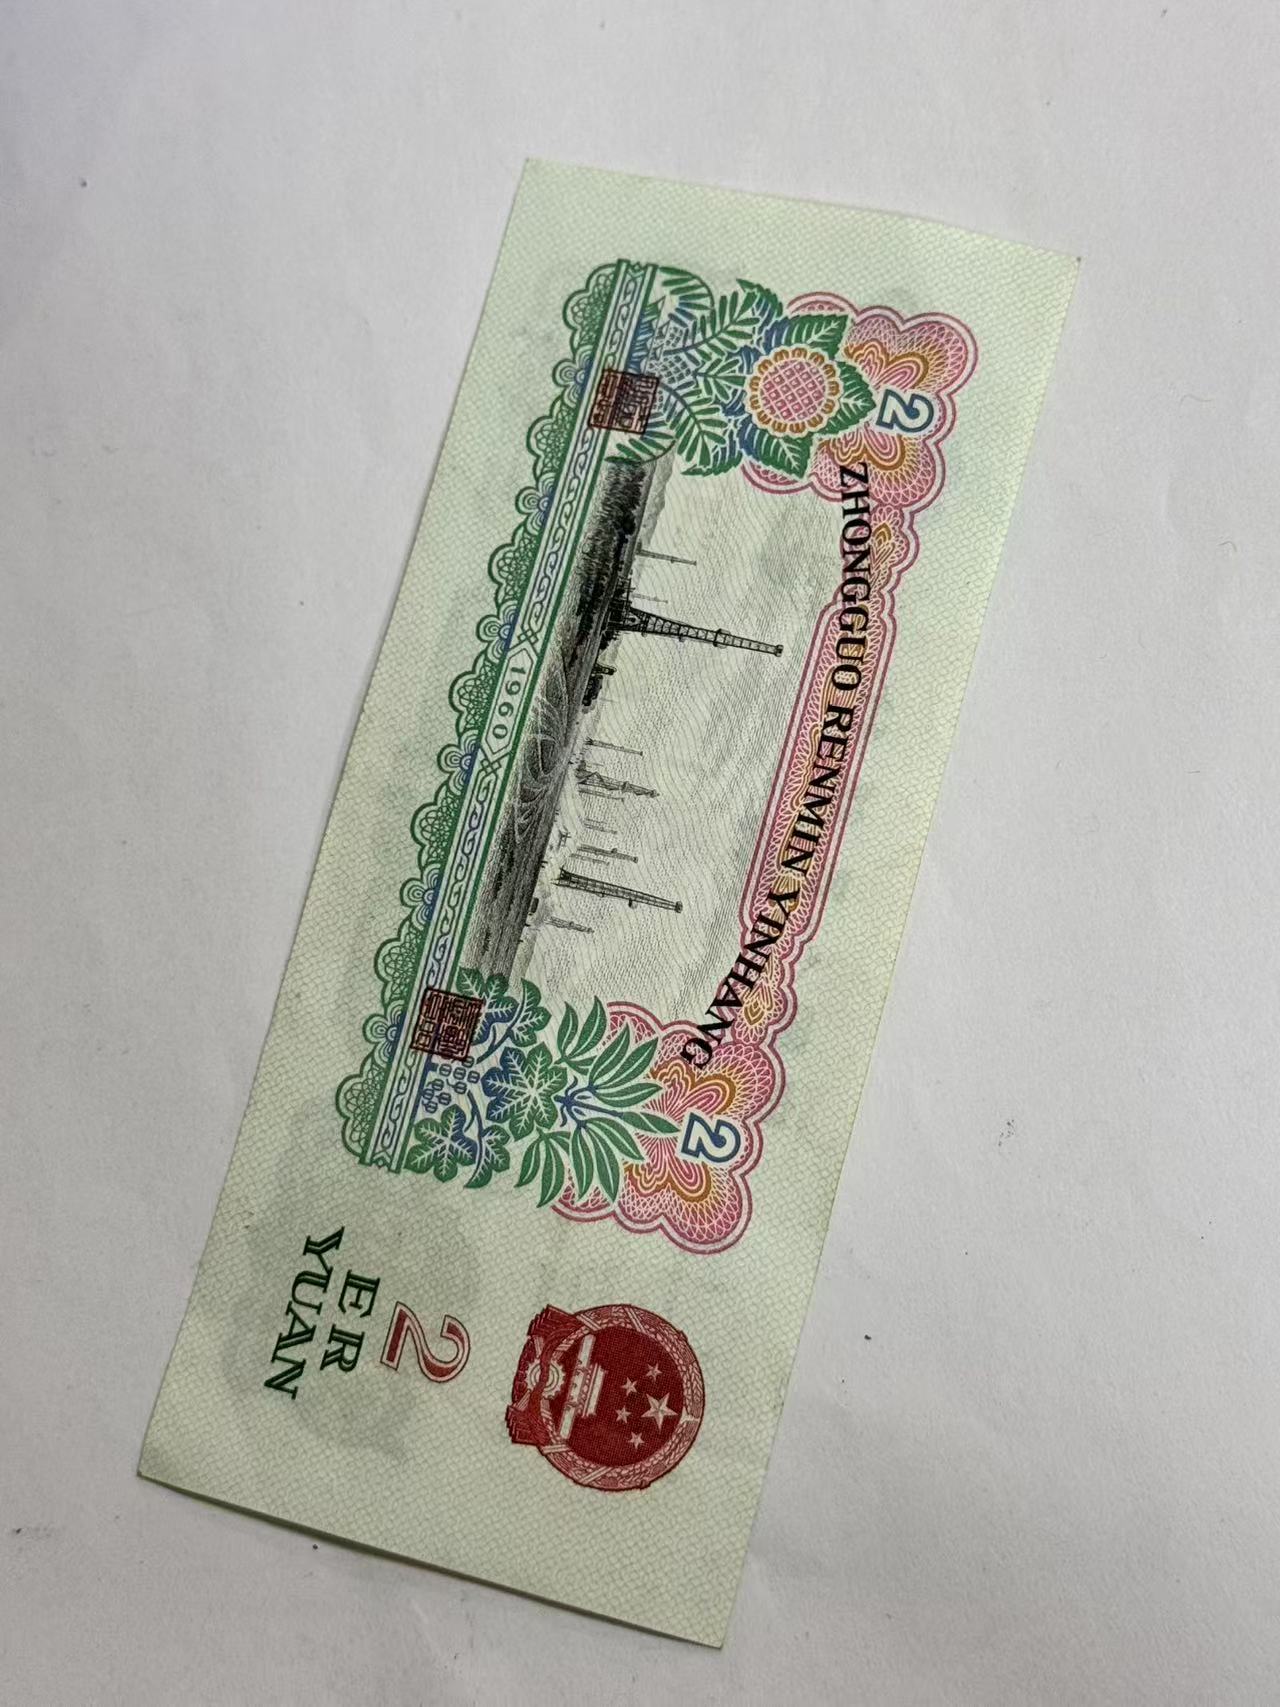 2
ZHONGGUO RENMIN YINHANG
2
1960
2
ER
YUAN